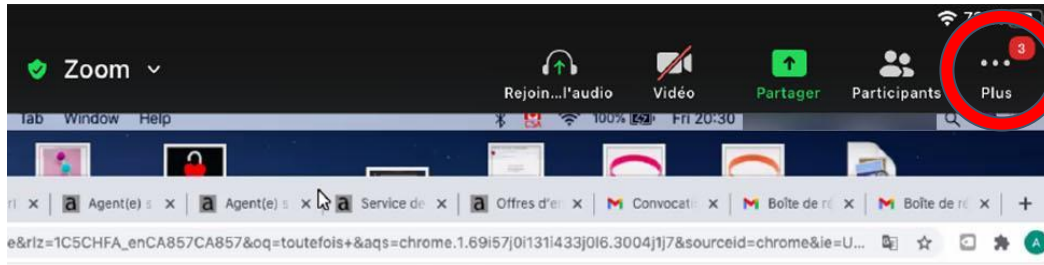 3
Zoom
Rejoin...l'audio Vidéo Partager Participants Plus
Tab Window Help 100% Fri 20:30
Agent(e) s Agent(e) s Service de Offres d'e Convocati Boîte de ré Boîte de ré
e&rlz=1C5CHFA_enCA857CA857&oq=toutefois+&aqs=chrome.1.69i57j0i131i433j0l6.3004j1j7&sourceid=chrome&ie=U... A